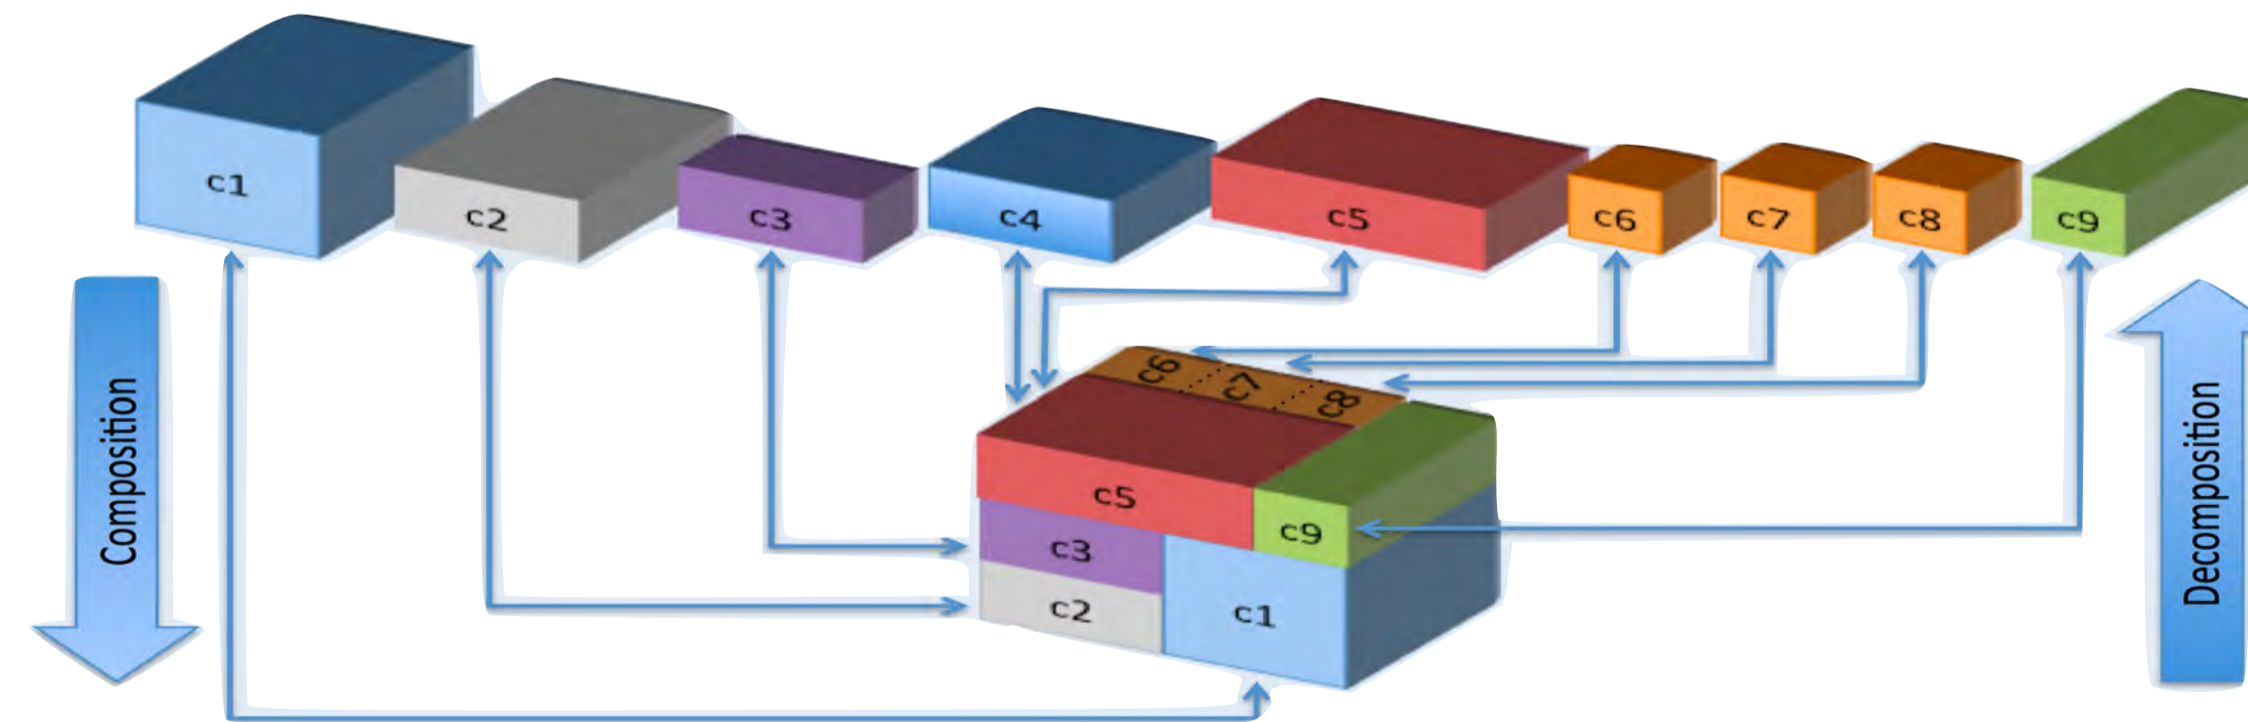 c1
c2
c3
c4
c5
c6
c7
c8
c9
Composition
Decomposition
c6
c7
c8
c5
c9
c3
c2
c1